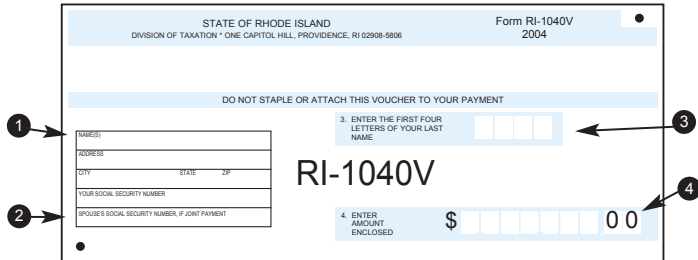 STATE OF RHODE ISLAND
DIVISION OF TAXATION * ONE CAPITOL HILL, PROVIDENCE, RI 02908-5806
Form RI-1040V
2004
DO NOT STAPLE OR ATTACH THIS VOUCHER TO YOUR PAYMENT
1
NAME(S)
ADDRESS
CITY STATE ZIP
YOUR SOCIAL SECURITY NUMBER
2
SPOUSE'S SOCIAL SECURITY NUMBER, IF JOINT PAYMENT
RI-1040V
3. ENTER THE FIRST FOUR
LETTERS OF YOUR LAST
NAME
3
4. ENTER
AMOUNT
ENCLOSED
$ 0 0
4